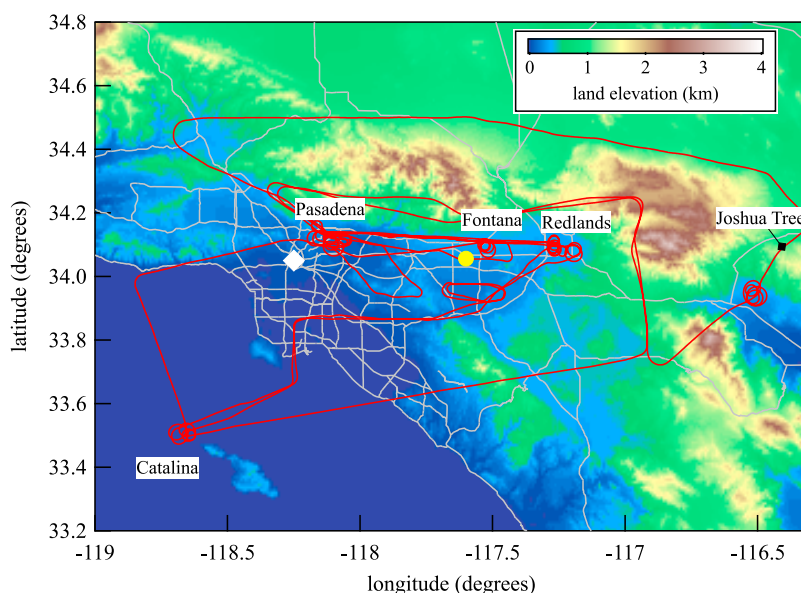 34.8
34.6
34.4
34.2
34.0
33.8
33.6
33.4
33.2
latitude (degrees)
0 1 2 3 4
land elevation (km)
Pasadena
Fontana
Redlands
Joshua Tree
Catalina
-119 -118.5 -118 -117.5 -117 -116.5
longitude (degrees)